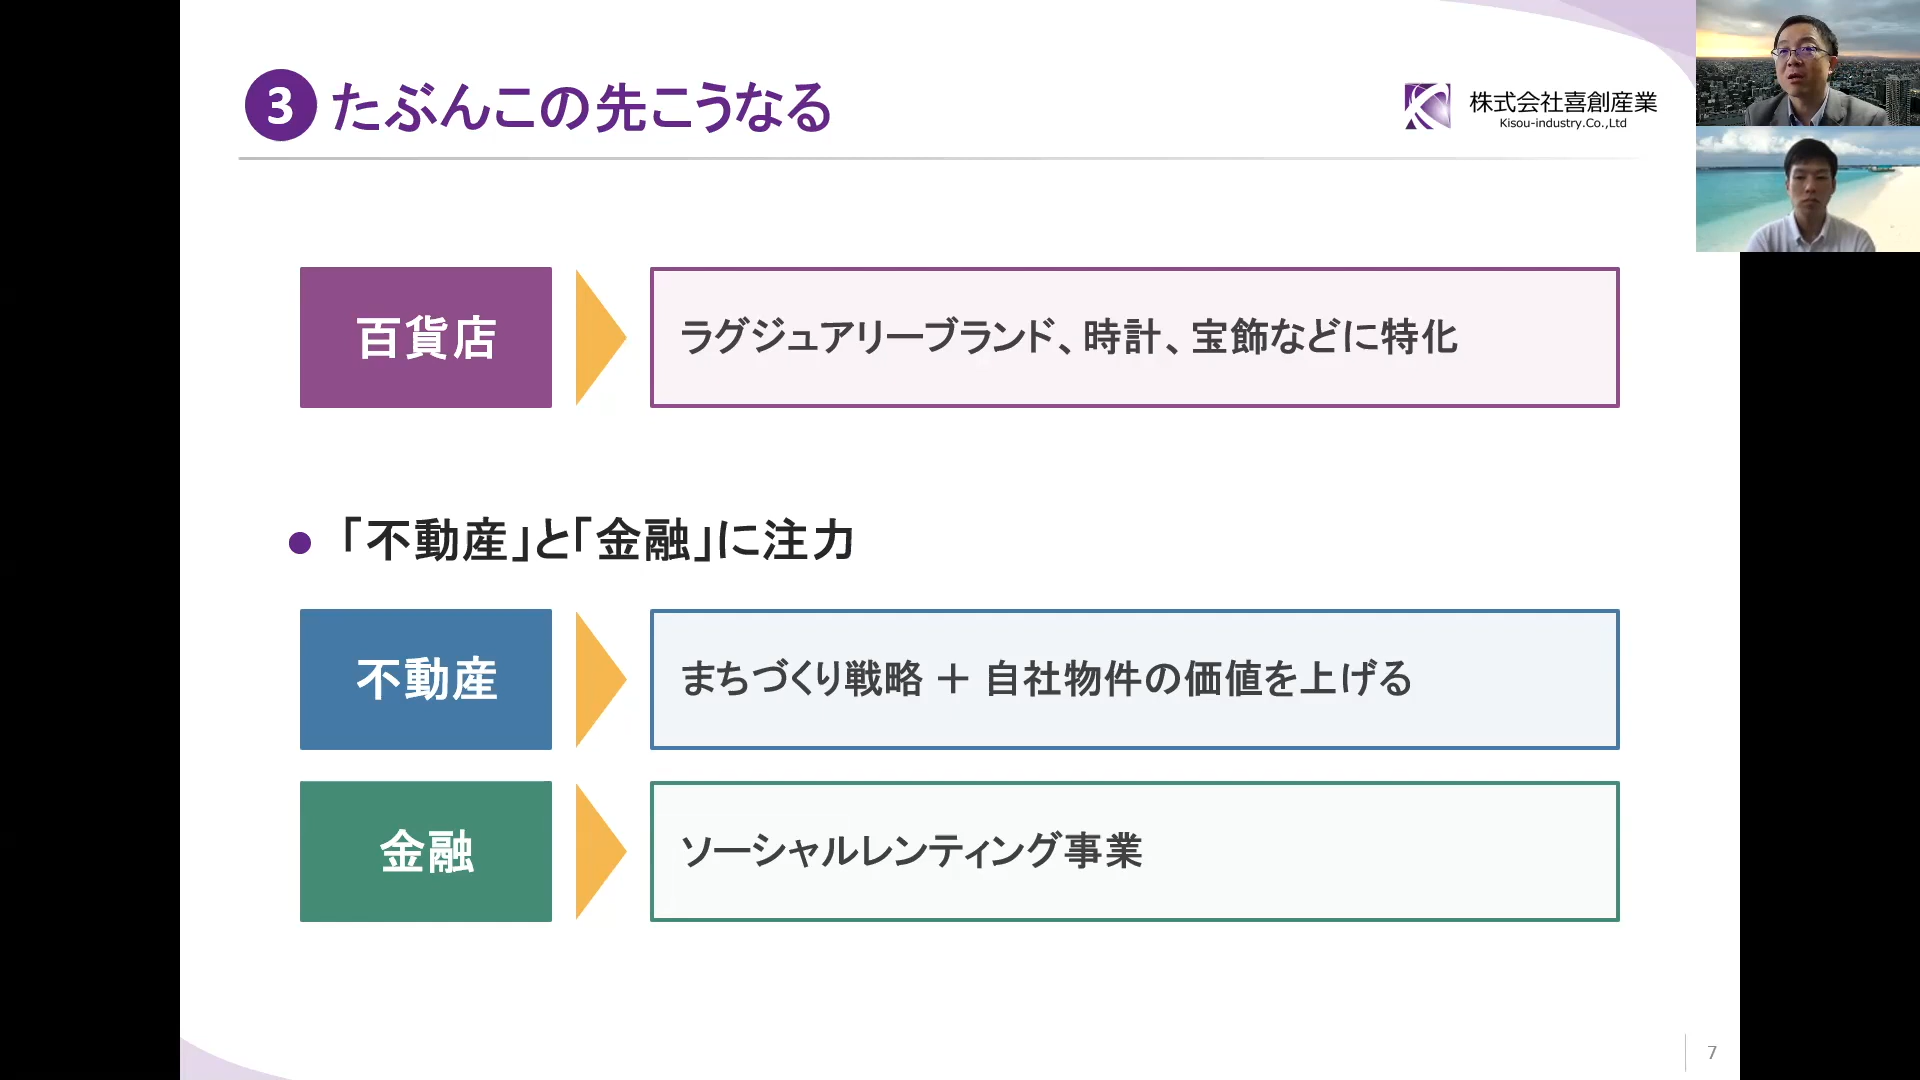 3 たぶんこの先こうなる
株式会社喜創産業
Kisou-industry.Co.,Ltd
百貨店
ラグジュアリーブランド、時計、宝飾などに特化
● 「不動産」と「金融」に注力
不動産
まちづくり戦略 ＋ 自社物件の価値を上げる
金融
ソーシャルレンティング事業
7